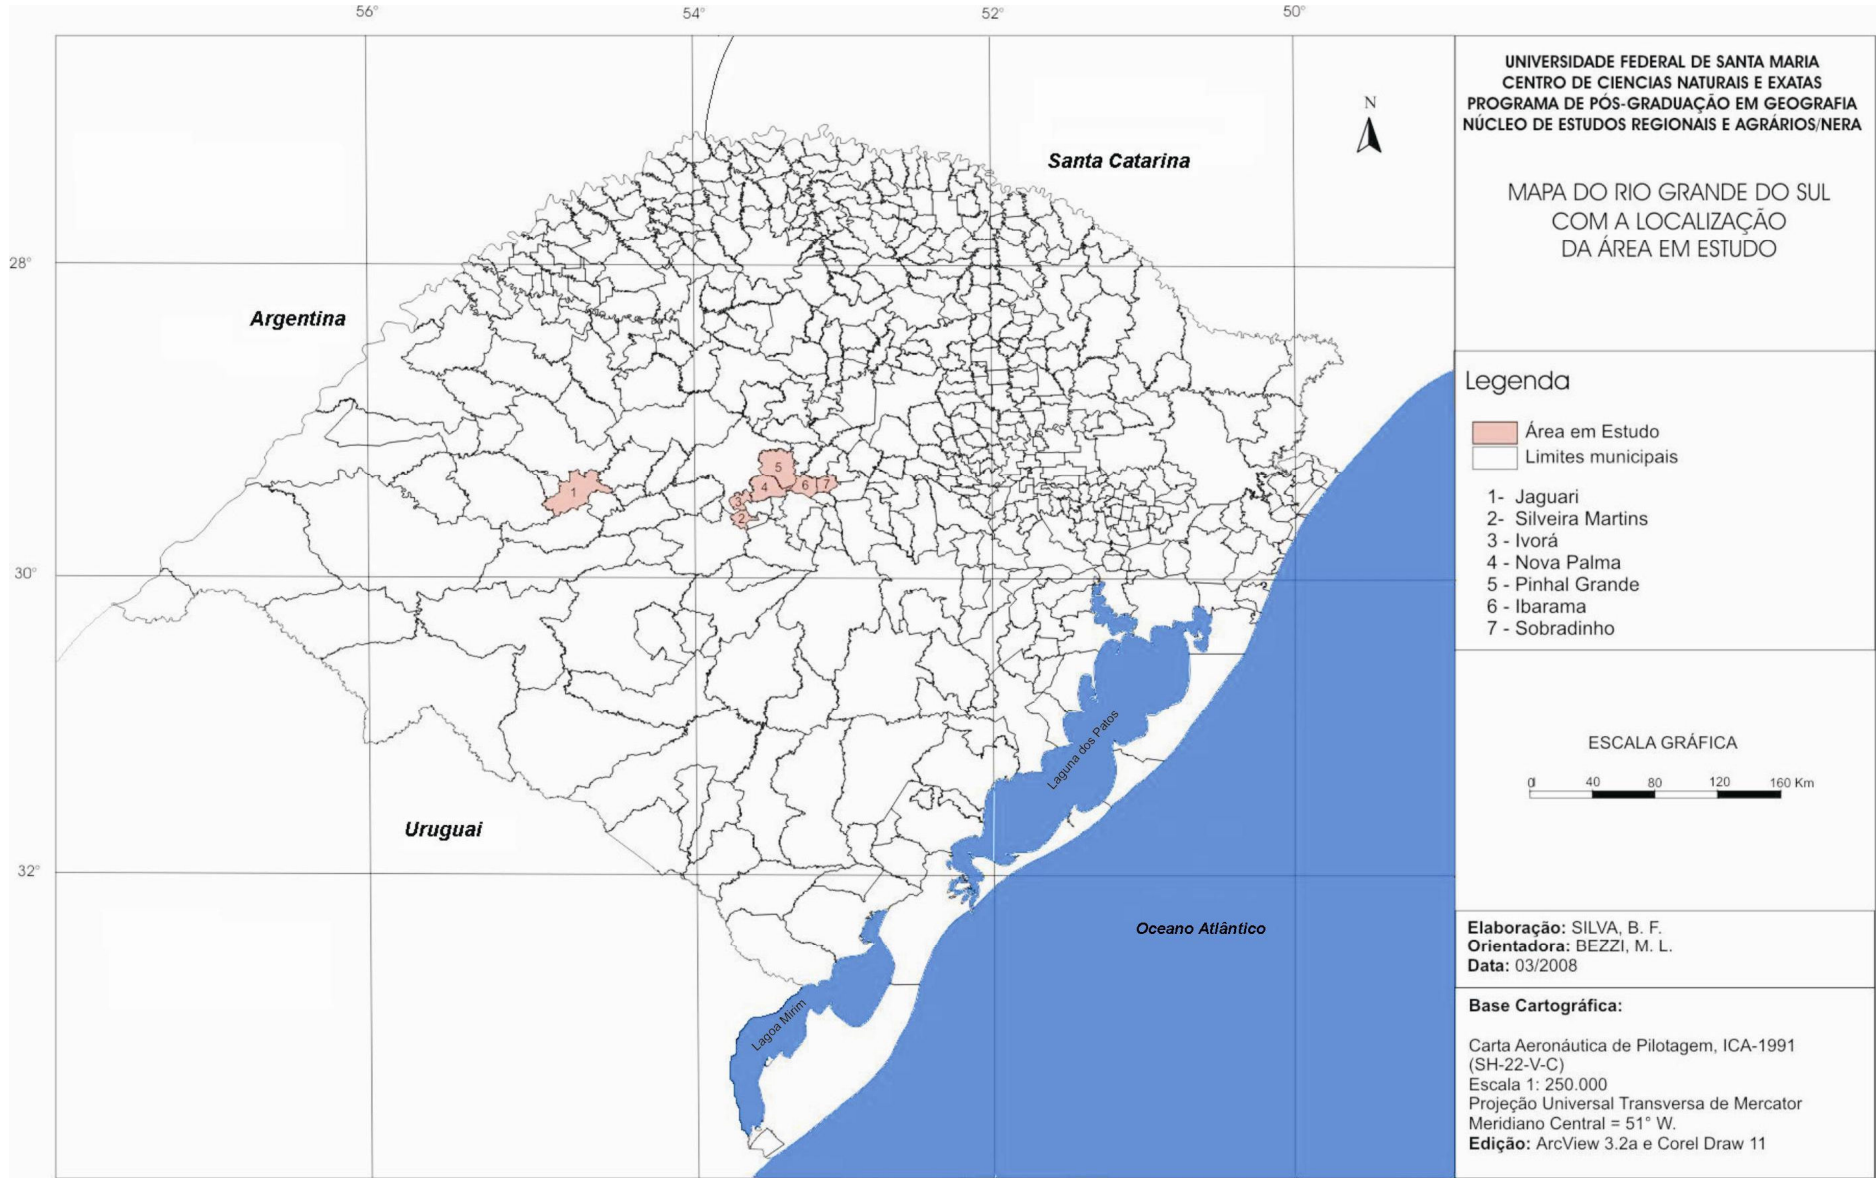 56°
54°
52°
50°
28°
30°
32°
Santa Catarina
Argentina
Uruguai
Oceano Atlântico
Laguna dos Patos
Lagoa Mirim
1
2
3
4
5
6
7
N
UNIVERSIDADE FEDERAL DE SANTA MARIA
CENTRO DE CIENCIAS NATURAIS E EXATAS
PROGRAMA DE PÓS-GRADUAÇÃO EM GEOGRAFIA
NÚCLEO DE ESTUDOS REGIONAIS E AGRÁRIOS/NERA
MAPA DO RIO GRANDE DO SUL
COM A LOCALIZAÇÃO
DA ÁREA EM ESTUDO
Legenda
Área em Estudo
Limites municipais
1- Jaguari
2- Silveira Martins
3 - Ivorá
4 - Nova Palma
5 - Pinhal Grande
6 - Ibarama
7 - Sobradinho
ESCALA GRÁFICA
0 40 80 120 160 Km
Elaboração: SILVA, B. F.
Orientadora: BEZZI, M. L.
Data: 03/2008
Base Cartográfica:
Carta Aeronáutica de Pilotagem, ICA-1991
(SH-22-V-C)
Escala 1: 250.000
Projeção Universal Transversa de Mercator
Meridiano Central = 51° W.
Edição: ArcView 3.2a e Corel Draw 11